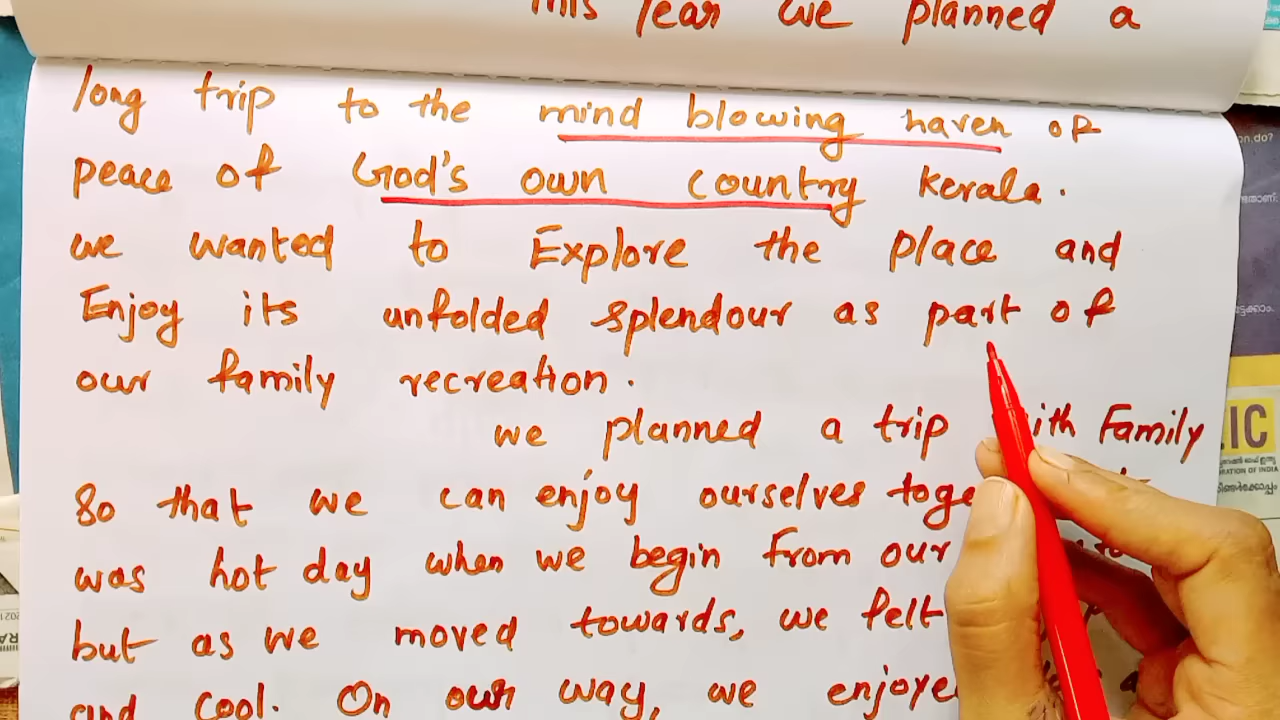 This Year we planned a
long trip to the mind blowing haven of
peace of God's own country Kerala.
we wanted to Explore the place and
Enjoy its unfolded splendour as part of
our family recreation.
we planned a trip with Family
So that we can enjoy ourselves
was hot day when we begin from our
but as we moved towards, we felt
and cool. On our way, we
IC